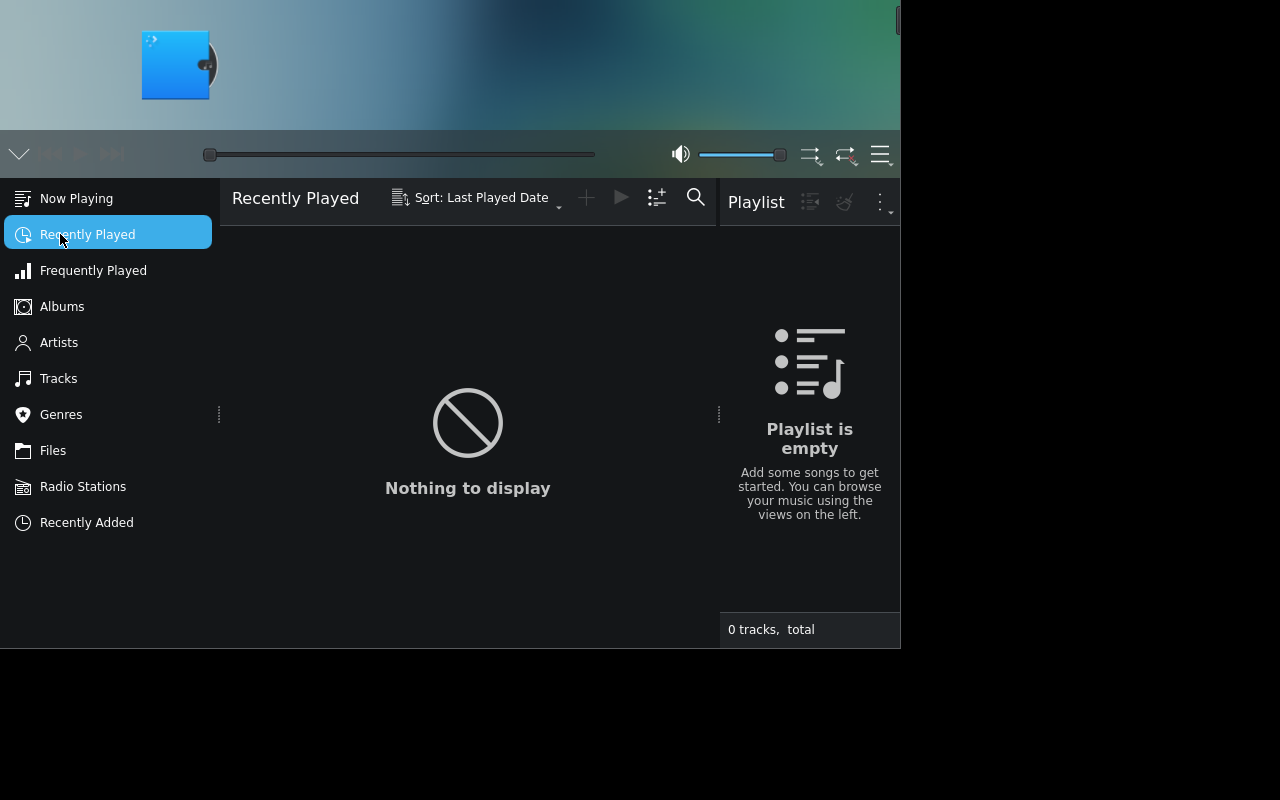 Now Playing
Recently Played
Frequently Played
Albums
Artists
Tracks
Genres
Files
Radio Stations
Recently Added
Recently Played
Sort: Last Played Date
Nothing to display
Playlist
Playlist is
empty
Add some songs to get
started. You can browse
your music using the
views on the left.
0 tracks,  total